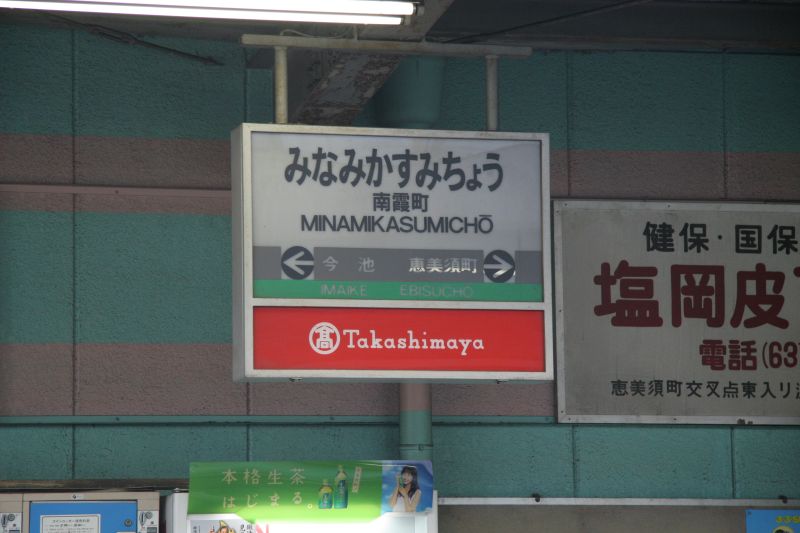 みなみかすみちょう
南霞町
MINAMIKASUMICHŌ
今池 恵美須町
IMAIKE EBISUCHO
髙 Takashimaya
健保・国保
塩岡皮
電話(63
恵美須町交叉点東入リ
本格生茶
はじまる。